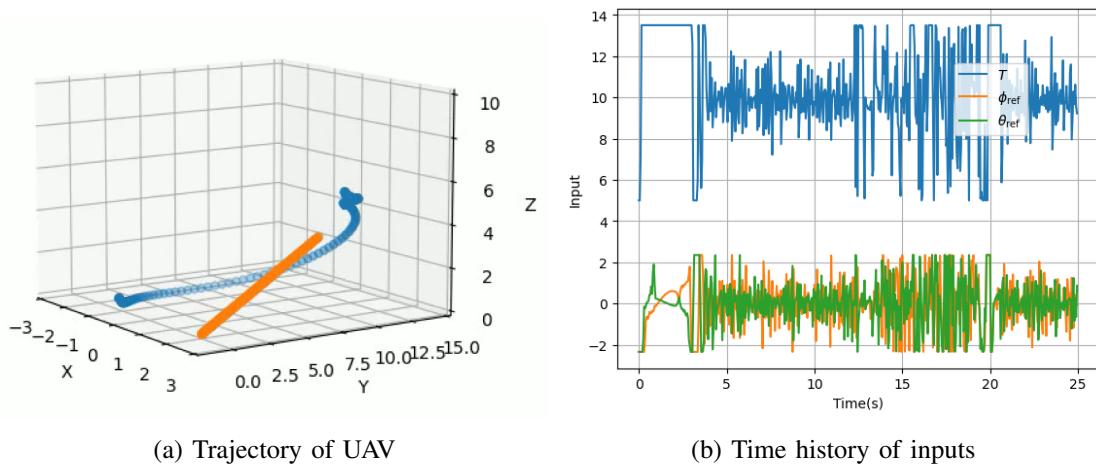 10
8
6
4
2
0
Z
−3
−2
−1
0
1
2
3
X
0.0
2.5
5.0
7.5
10.0
12.5
15.0
Y
14
12
10
8
6
4
2
0
−2
Input
T
ϕref
θref
0 5 10 15 20 25
Time(s)
(a) Trajectory of UAV
(b) Time history of inputs